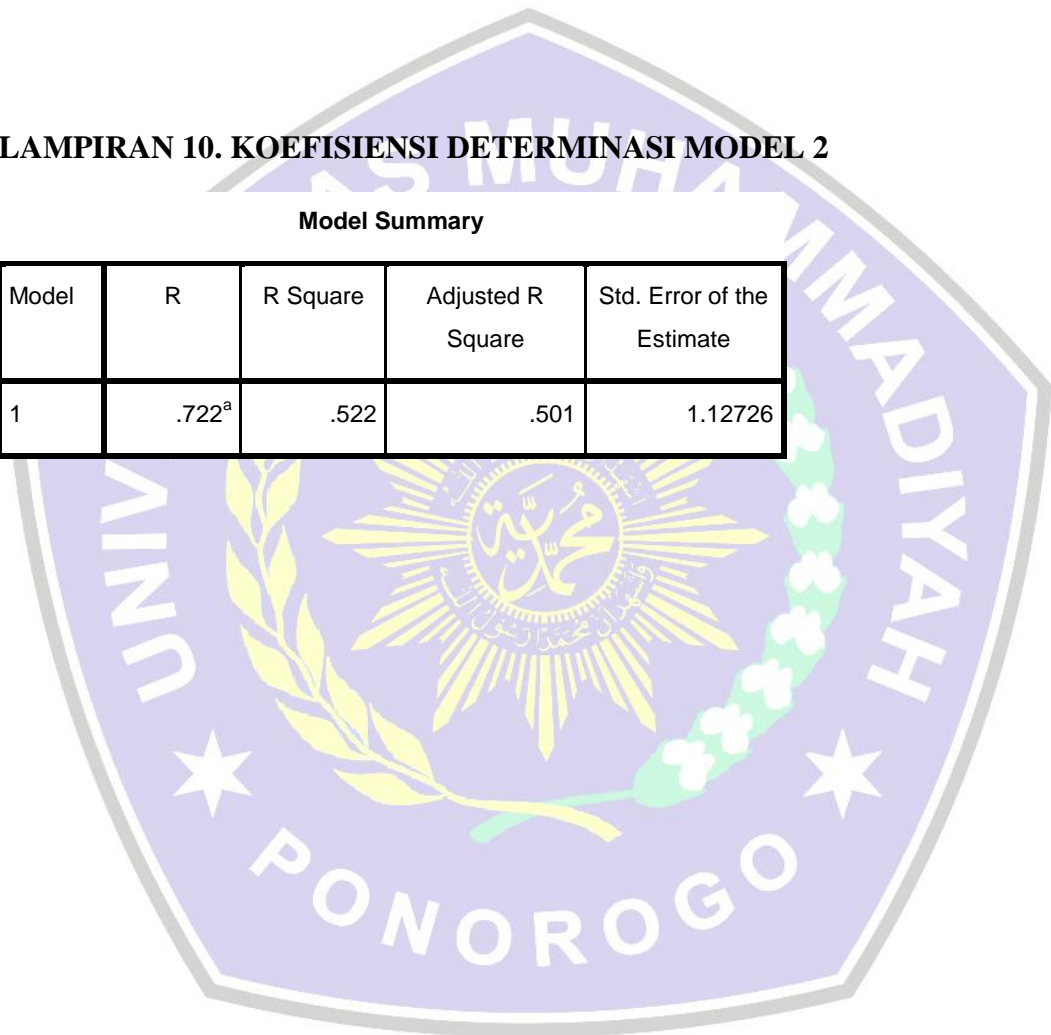 LAMPIRAN 10. KOEFISIENSI DETERMINASI MODEL 2
Model Summary
Model R R Square Adjusted R Square Std. Error of the Estimate
1 .722a .522 .501 1.12726
MUHAMMADIYAH
PONOROGO
محمدية